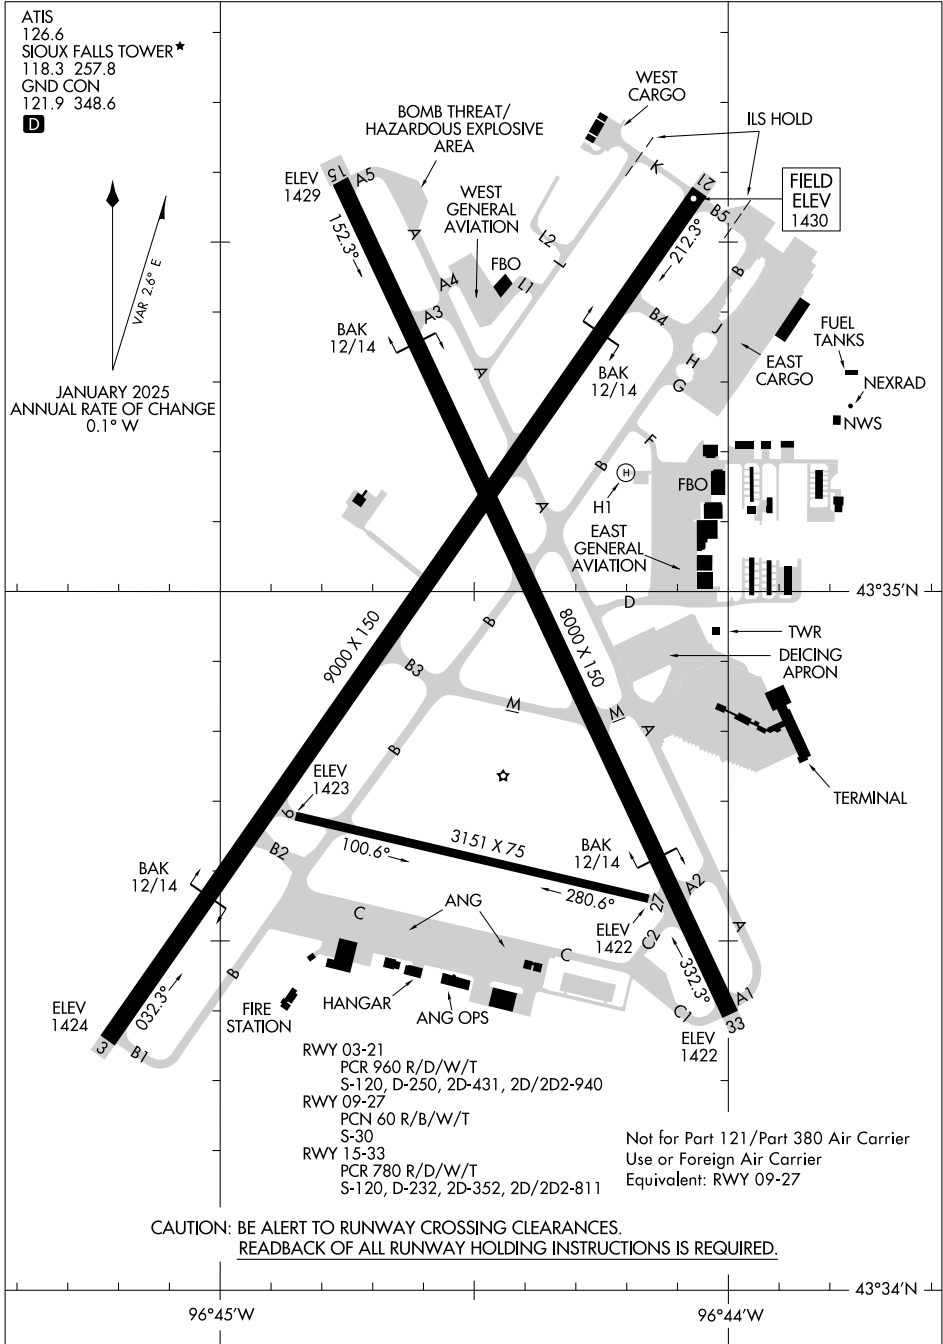 ATIS
126.6
SIOUX FALLS TOWER★
118.3 257.8
GND CON
121.9 348.6
D
WEST
CARGO
BOMB THREAT/
HAZARDOUS EXPLOSIVE
AREA
ILS HOLD
ELEV
1429
15
A5
K
21
FIELD
ELEV
1430
WEST
GENERAL
AVIATION
B5
152.3°
A
L2
L
212.3°
VAR 2.6° E
FBO
A4
L1
B
A3
B4
J
BAK
12/14
FUEL
TANKS
EAST
CARGO
BAK
12/14
A
H
G
NEXRAD
JANUARY 2025
ANNUAL RATE OF CHANGE
0.1° W
NWS
F
B
H
FBO
H1
A
EAST
GENERAL
AVIATION
43°35'N
D
B
9000 X 150
8000 X 150
TWR
DEICING
APRON
B3
M
M
A
B
TERMINAL
ELEV
1423
9
3151 X 75
100.6°
B2
BAK
12/14
BAK
12/14
280.6°
27
A2
C
ANG
ELEV
1422
C2
A
C
B
332.3°
032.3°
A1
HANGAR
ANG OPS
FIRE
STATION
C1
33
ELEV
1424
ELEV
1422
3
B1
RWY 03-21
PCR 960 R/D/W/T
S-120, D-250, 2D-431, 2D/2D2-940
RWY 09-27
PCN 60 R/B/W/T
S-30
RWY 15-33
PCR 780 R/D/W/T
S-120, D-232, 2D-352, 2D/2D2-811
Not for Part 121/Part 380 Air Carrier
Use or Foreign Air Carrier
Equivalent: RWY 09-27
CAUTION: BE ALERT TO RUNWAY CROSSING CLEARANCES.
READBACK OF ALL RUNWAY HOLDING INSTRUCTIONS IS REQUIRED.
43°34'N
96°45'W
96°44'W